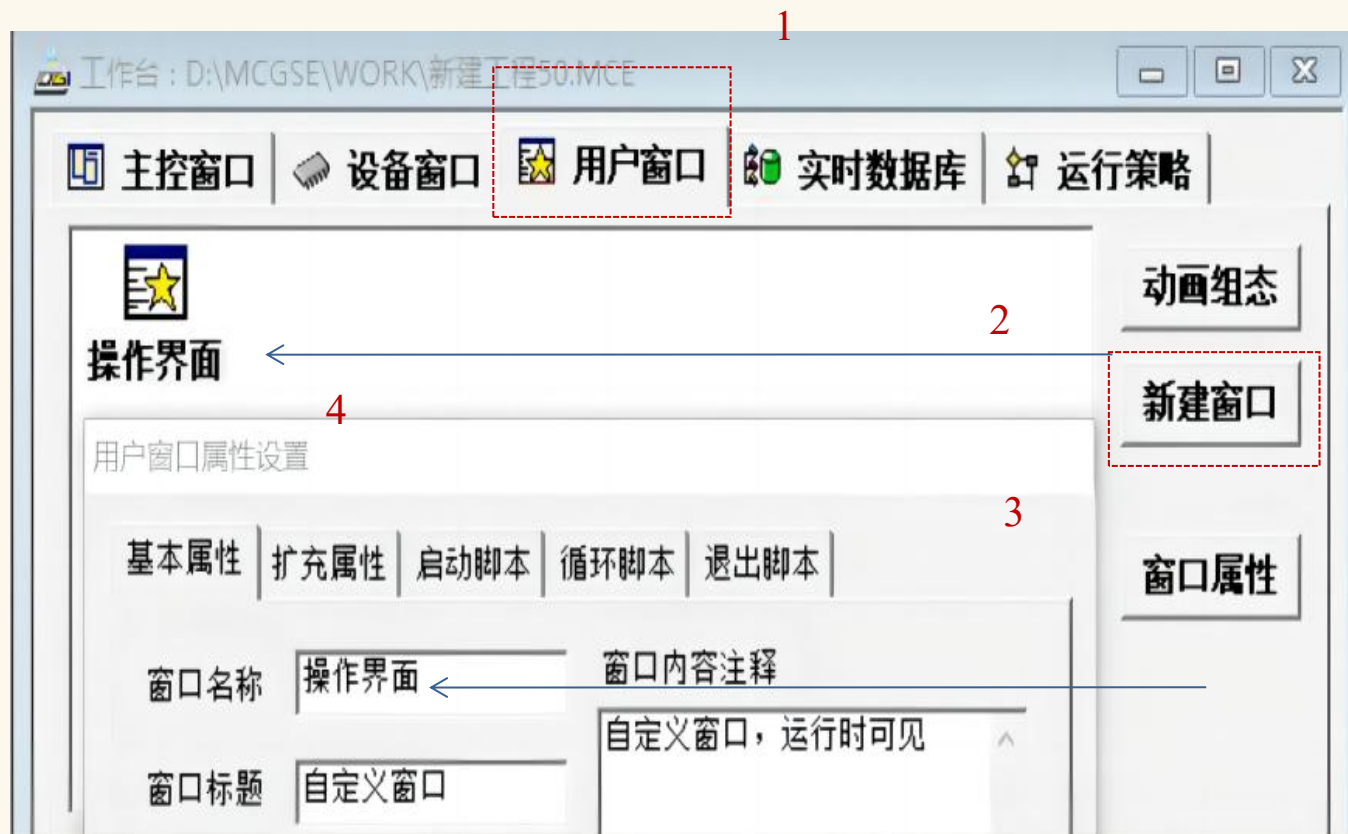 1
工作台：D:\MCGSE\WORK\新建工程50.MCE
主控窗口 设备窗口 用户窗口 实时数据库 运行策略
动画组态
2
操作界面
新建窗口
4
用户窗口属性设置
3
基本属性 扩充属性 启动脚本 循环脚本 退出脚本
窗口属性
窗口名称 操作界面 窗口内容注释
自定义窗口，运行时可见
窗口标题 自定义窗口